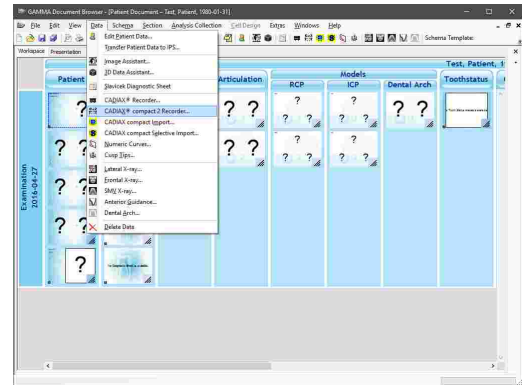 GAMMA Document Browser - [Patient Document - Test, Patient, 1980-01-31]
File Edit View Data Schema Section Analysis Collection Cell Design Extras Windows Help
Schema Template:
Workspace Presentation
Edit Patient Data...
Transfer Patient Data to IPS...
Image Assistant...
3D Data Assistant...
Slavicek Diagnostic Sheet
CADIAX® Recorder...
CADIAX® compact 2 Recorder...
CADIAX compact Import...
CADIAX compact Selective Import...
Numeric Curves...
Cusp Tips...
Lateral X-ray...
Frontal X-ray...
SMV X-ray...
Anterior Guidance...
Dental Arch...
Delete Data
Test, Patient, 1
Patient
Articulation
Models
RCP
ICP
Dental Arch
Toothstatus
? ? ? ? ? ? ?
? ? ? ?
? ? ? ? ?
? ? ? ?
?
?
?
Examination
2016-04-27